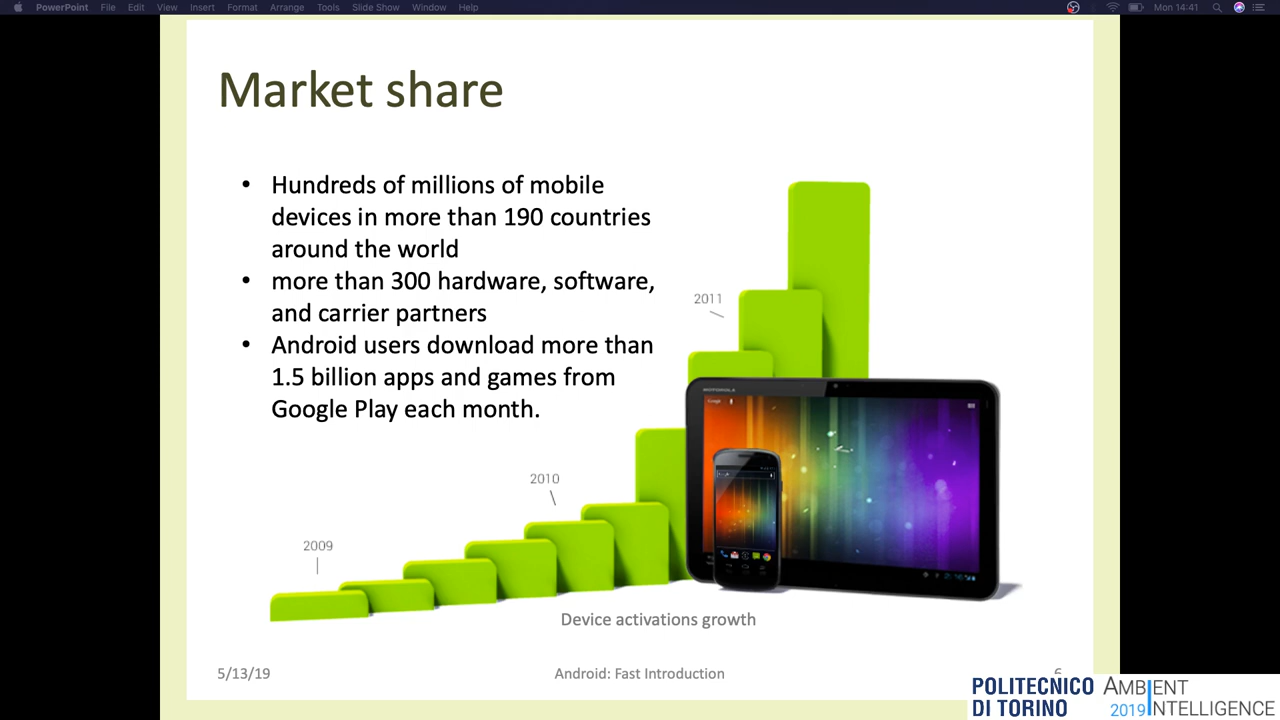 PowerPoint File Edit View Insert Format Arrange Tools Slide Show Window Help Mon 14:41
Market share
• Hundreds of millions of mobile
devices in more than 190 countries
around the world
• more than 300 hardware, software,
and carrier partners
• Android users download more than
1.5 billion apps and games from
Google Play each month.
2011
2010
2009
MOTOROLA
Google
Device activations growth
5/13/19 Android: Fast Introduction 6
POLITECNICO
DI TORINO
AMBIENT
2019 INTELLIGENCE